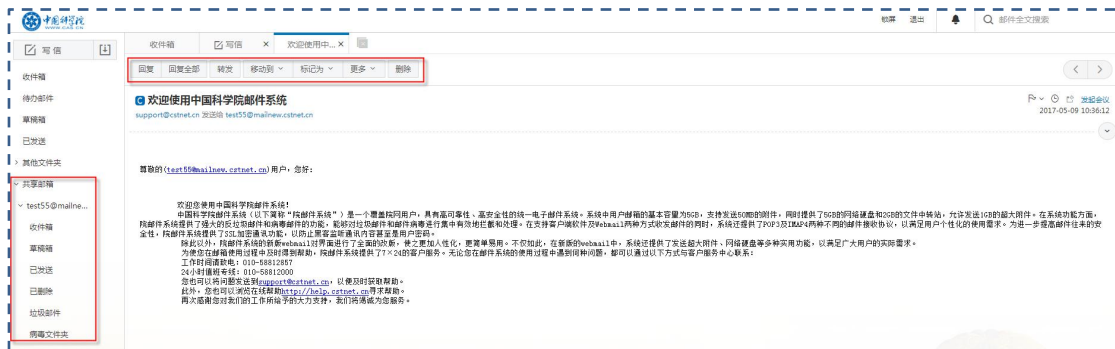 中国科学院
WWW.CAS.CN
锁屏 退出 邮件全文搜索
写信
收件箱 写信 × 欢迎使用中... ×
回复 回复全部 转发 移动到 标记为 更多 删除
收件箱
待办邮件
草稿箱
已发送
其他文件夹
共享邮箱
test55@mailne...
收件箱
草稿箱
已发送
已删除
垃圾邮件
病毒文件夹
欢迎使用中国科学院邮件系统
发起会议
support@cstnet.cn 发送给 test55@mailnew.cstnet.cn
2017-05-09 10:36:12
尊敬的(test55@mailnew.cstnet.cn)用户，您好：
欢迎您使用中国科学院邮件系统！
中国科学院邮件系统（以下简称“院邮件系统”）是一个覆盖院网用户，具有高可靠性、高安全性的统一电子邮件系统。系统中用户邮箱的基本容量为5GB，支持发送50MB的附件，同时提供了5GB的网络硬盘和2GB的文件中转站，允许发送1GB的超大附件。在系统功能方面，
院邮件系统提供了强大的反垃圾邮件和病毒邮件的功能，能够对垃圾邮件和邮件病毒进行集中有效地拦截和处理。在支持客户端软件及Webmail两种方式收发邮件的同时，系统还提供了POP3及IMAP4两种不同的邮件接收协议，以满足用户个性化的使用需求。为进一步提高邮件往来的安
全性，院邮件系统提供了SSL加密通讯功能，以防止黑客监听通讯内容甚至是用户密码。
除此以外，院邮件系统的新版webmail对界面进行了全面的改版，使之更加人性化，更简单易用。不仅如此，在新版的webmail中，系统还提供了发送超大附件、网络硬盘等多种实用功能，以满足广大用户的实际需求。
为使您在邮箱使用过程中及时得到帮助，院邮件系统提供了7×24的客户服务。无论您在邮件系统的使用过程中遇到何种问题，都可以通过以下方式与客户服务中心联系：
工作时间请致电：010-58812857
24小时值班专线：010-58812000
您也可以将问题发送到support@cstnet.cn，以便及时获取帮助。
此外，您也可以浏览在线帮助http://help.cstnet.cn寻求帮助。
再次感谢您对我们的工作所给予的大力支持，我们将竭诚为您服务。